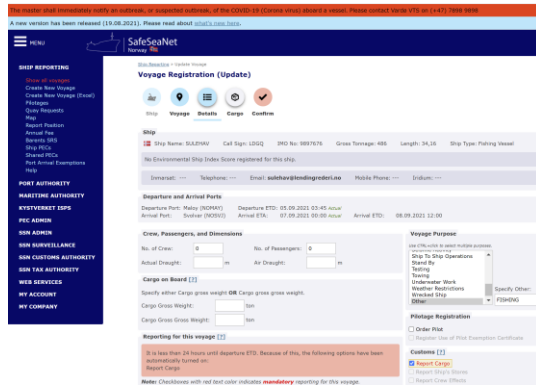 The master shall immediately notify an outbreak, or suspected outbreak, of the COVID-19 (Corona virus) aboard a vessel. Please contact Vardø VTS on (+47) 7898 9898
A new version has been released (19.08.2021). Please read about what's new here.
MENU
SafeSeaNet
Norway
SHIP REPORTING
Show all voyages
Create New Voyage
Create New Voyage (Excel)
Pilotages
Quay Requests
Map
Report Position
Annual Fee
Barents SRS
Ship PECs
Shared PECs
Port Arrival Exemptions
Help
PORT AUTHORITY
MARITIME AUTHORITY
KYSTVERKET ISPS
PEC ADMIN
SSN ADMIN
SSN SURVEILLANCE
SSN CUSTOMS AUTHORITY
SSN TAX AUTHORITY
WEB SERVICES
MY ACCOUNT
MY COMPANY
Ship Reporting > Update Voyage
Voyage Registration (Update)
Ship Voyage Details Cargo Confirm
Ship
Ship Name: SULEHAV Call Sign: LDGQ IMO No: 9897676 Gross Tonnage: 486 Length: 34,16 Ship Type: Fishing Vessel
No Environmental Ship Index Score registered for this ship.
Inmarsat: --- Telephone: --- Email: sulehav@lendingrederi.no Mobile Phone: --- Iridium: ---
Departure and Arrival Ports
Departure Port: Maloy (NOMAY) Departure ETD: 05.09.2021 03:45 Actual
Arrival Port: Svolvær (NOSVJ) Arrival ETA: 07.09.2021 00:00 Actual Arrival ETD: 08.09.2021 12:00
Crew, Passengers, and Dimensions
No. of Crew: 0 No. of Passengers: 0
Actual Draught: m Air Draught: m
Cargo on Board [?]
Specify either Cargo gross weight OR Cargo gross gross weight.
Cargo Gross Weight: ton
Cargo Gross Gross Weight: ton
Reporting for this voyage [?]
It is less than 24 hours until departure ETD. Because of this, the following options have been
automatically turned on:
Report Cargo
Note: Checkboxes with red text color indicates mandatory reporting for this voyage.
Voyage Purpose
Use CTRL+click to select multiple purposes.
Ship To Ship Operations
Stand By
Testing
Towing
Underwater Work
Weather Restrictions
Wrecked Ship
Other
Specify Other:
FISHING
Pilotage Registration
Order Pilot
Register Use of Pilot Exemption Certificate
Customs [?]
Report Cargo
Report Ship's Stores
Report Crew Effects